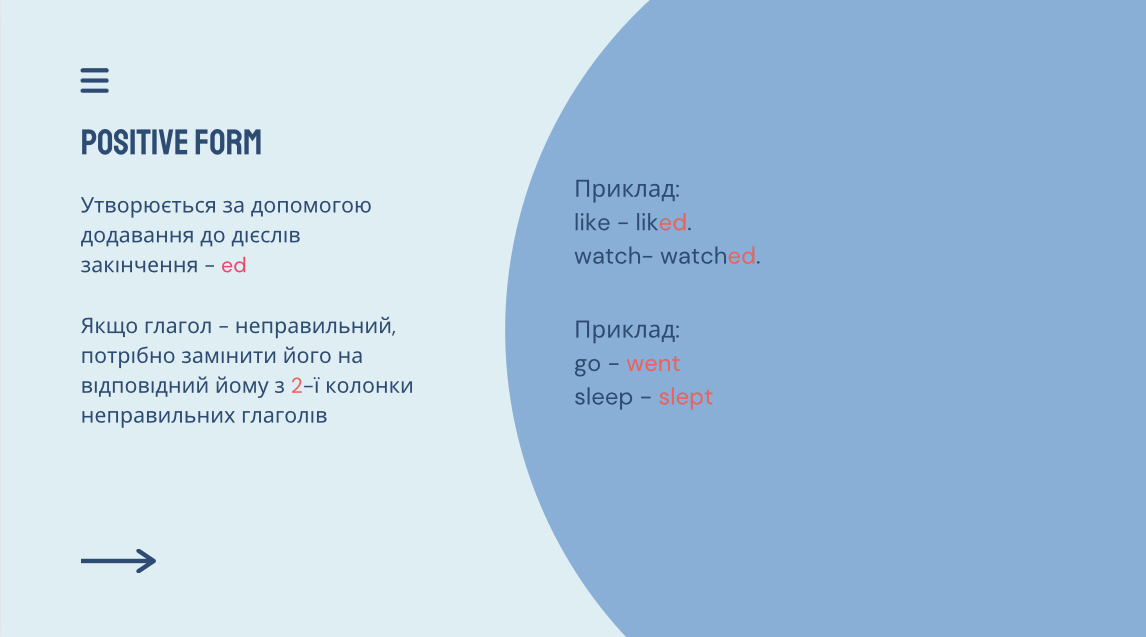 POSITIVE FORM
Утворюється за допомогою
додавання до дієслів
закінчення – ed
Якщо глагол – неправильний,
потрібно замінити його на
відповідний йому з 2–ї колонки
неправильних глаголів
Приклад:
like – liked.
watch– watched.
Приклад:
go – went
sleep – slept